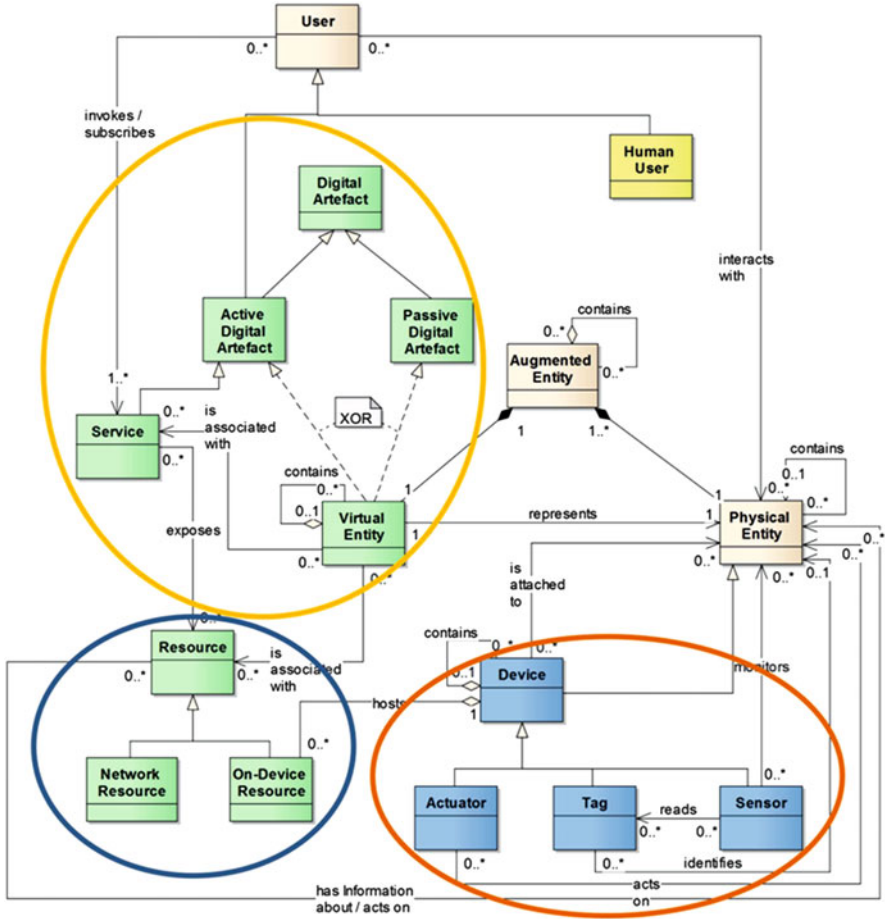 User
0..*
0..*
invokes /
subscribes
Human
User
Digital
Artefact
interacts
with
Active
Digital
Artefact
Passive
Digital
Artefact
contains
0..*
0..*
Augmented
Entity
1..*
Service
0..*
0..*
is
associated
with
XOR
1
1..*
contains
0..*
0..1
Virtual
Entity
1
1
0..*
0..*
represents
contains
0..1
0..*
0..*
1
1
Physical
Entity
0..*
0..*
0..1
0..*
0..*
exposes
is
attached
to
0..*
Resource
0..*
0..*
is
associated
with
contains
0..*
0..1
0..*
Device
monitors
hosts
1
0..*
Network
Resource
On-Device
Resource
Actuator
Tag
Sensor
0..*
reads
0..*
0..*
0..*
0..*
identifies
acts
on
has Information
about / acts on